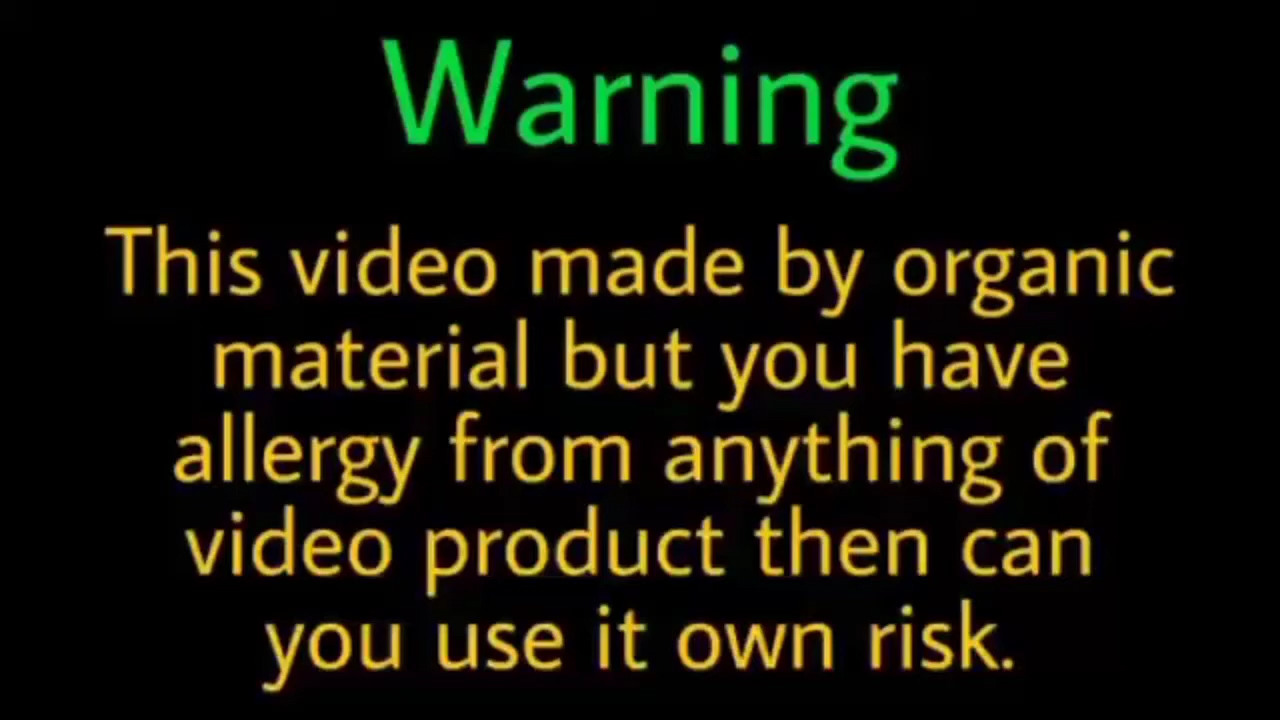 Warning
This video made by organic
material but you have
allergy from anything of
video product then can
you use it own risk.